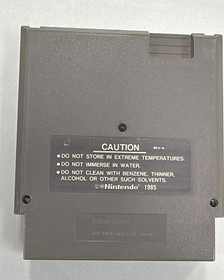 CAUTION
REV-A
• DO NOT STORE IN EXTREME TEMPERATURES.
• DO NOT IMMERSE IN WATER.
• DO NOT CLEAN WITH BENZENE, THINNER,
ALCOHOL OR OTHER SUCH SOLVENTS.
©®Nintendo® 1985